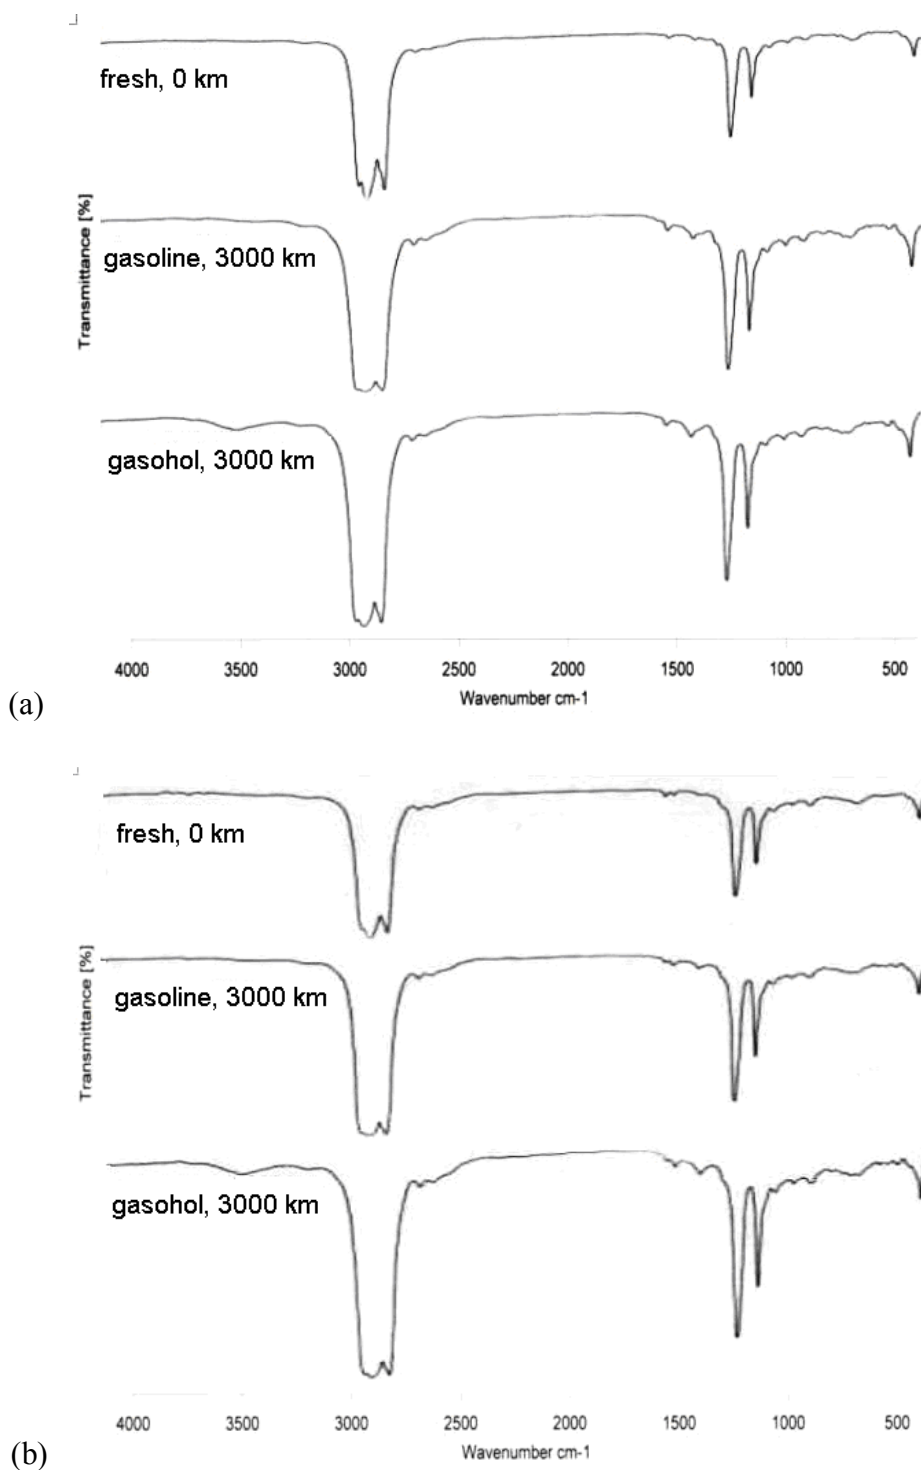 fresh, 0 km
Transmittance [%]
gasoline, 3000 km
gasohol, 3000 km
4000 3500 3000 2500 2000 1500 1000 500
Wavenumber cm-1
(a)
fresh, 0 km
Transmittance [%]
gasoline, 3000 km
gasohol, 3000 km
4000 3500 3000 2500 2000 1500 1000 500
Wavenumber cm-1
(b)